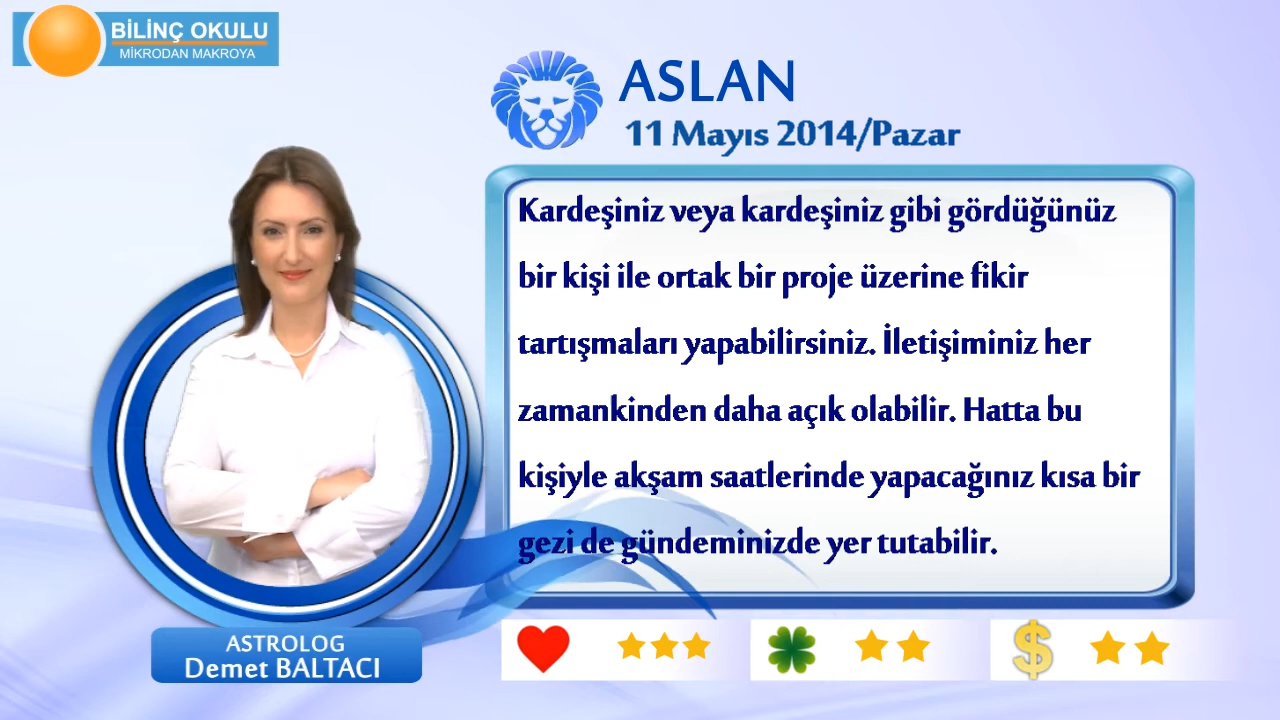 BİLİNÇ OKULU
MİKRODAN MAKROYA
ASLAN
11 Mayıs 2014/Pazar
Kardeşiniz veya kardeşiniz gibi gördüğünüz
bir kişi ile ortak bir proje üzerine fikir
tartışmaları yapabilirsiniz. İletişiminiz her
zamankinden daha açık olabilir. Hatta bu
kişiyle akşam saatlerinde yapacağınız kısa bir
gezi de gündeminizde yer tutabilir.
ASTROLOG
Demet BALTACI